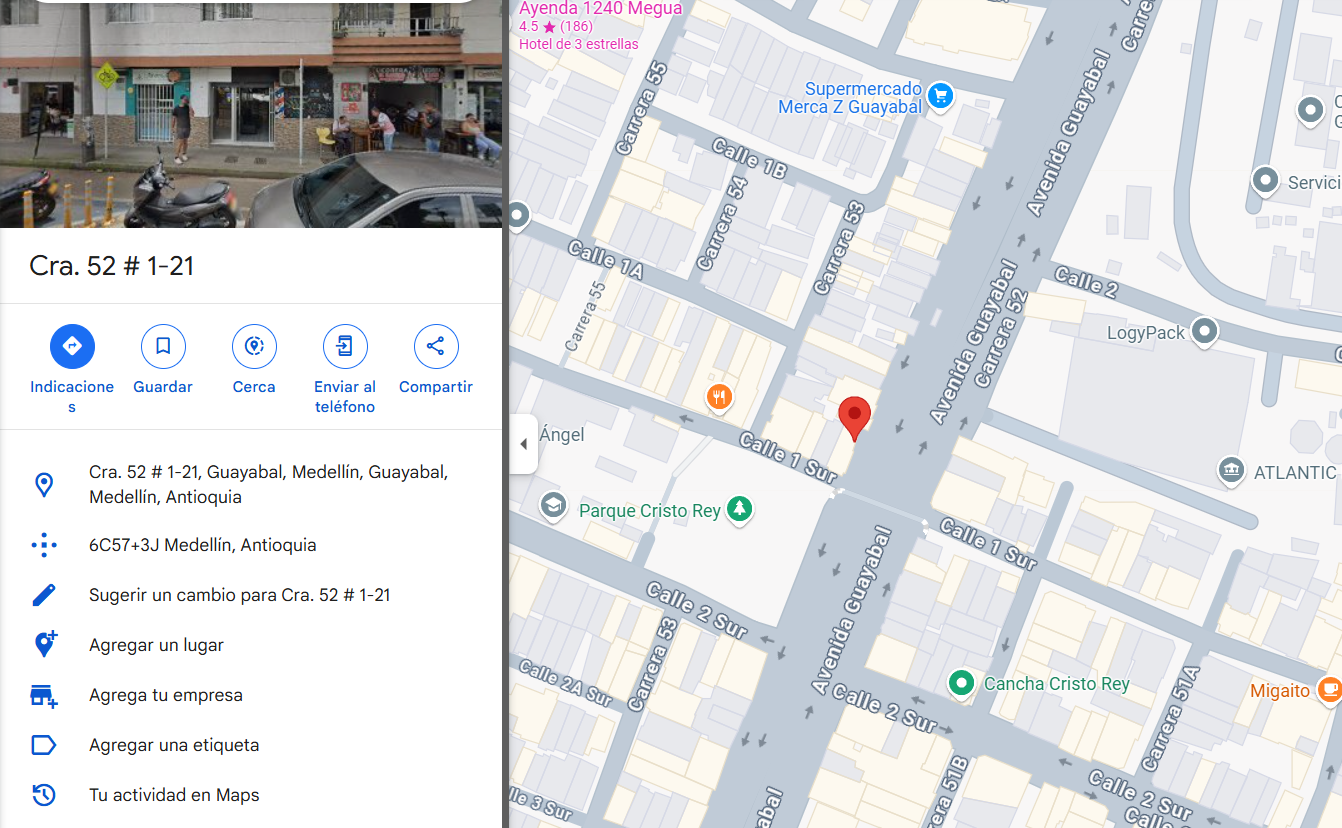 Cra. 52 # 1-21
Indicacione
s
Guardar
Cerca
Enviar al
teléfono
Compartir
Cra. 52 # 1-21, Guayabal, Medellín, Guayabal,
Medellín, Antioquia
6C57+3J Medellín, Antioquia
Sugerir un cambio para Cra. 52 # 1-21
Agregar un lugar
Agrega tu empresa
Agregar una etiqueta
Tu actividad en Maps
Ayenda 1240 Megua
4.5 ★ (186)
Hotel de 3 estrellas
Carrera 55
Supermercado
Merca Z Guayabal
Avenida Guayabal
Carre
Calle 1B
Carrera 54
Carrera 53
Servici
Calle 1A
Carrera 55
Avenida Guayabal
Carrera 52
Calle 2
LogyPack
Ángel
Calle 1 Sur
ATLANTIC
Parque Cristo Rey
Calle 1 Sur
Avenida Guayabal
Calle 2 Sur
Carrera 53
Calle 2A Sur
Cancha Cristo Rey
Migaito
Calle 2 Sur
Carrera 51A
Carrera 51B
Calle 2 Sur
Calle
lle 3 Sur
yabal